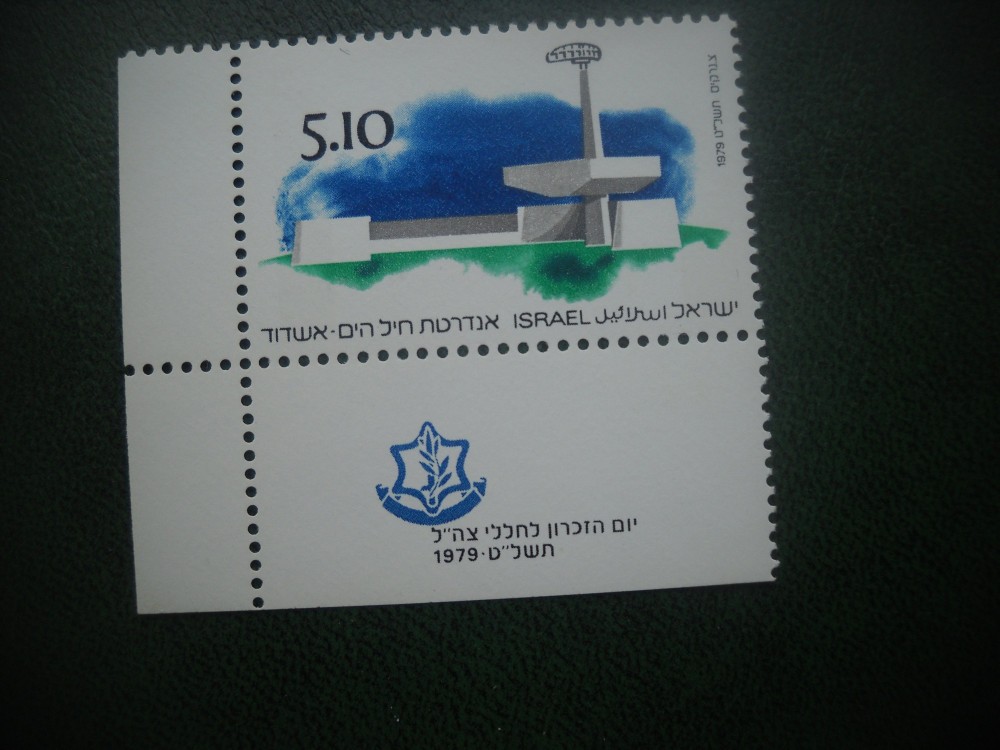 5.10
1979 תשל"ט
ישראל اسرائيل ISRAEL אנדרטת חיל הים · אשדוד
יום הזכרון לחללי צה"ל
תשל"ט · 1979